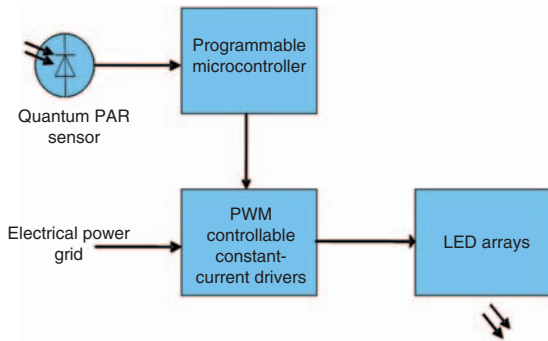 Programmable
microcontroller
Quantum PAR
sensor
Electrical power
grid
PWM
controllable
constant-
current drivers
LED arrays